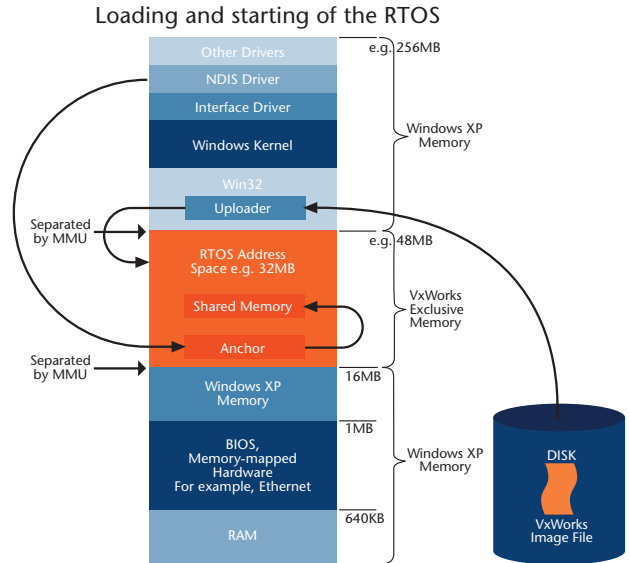 Loading and starting of the RTOS
Other Drivers
e.g. 256MB
NDIS Driver
Interface Driver
Windows Kernel
Windows XP
Memory
Win32
Uploader
Separated
by MMU
e.g. 48MB
RTOS Address
Space e.g. 32MB
Shared Memory
VxWorks
Exclusive
Memory
Anchor
Separated
by MMU
16MB
Windows XP
Memory
1MB
BIOS,
Memory-mapped
Hardware
For example, Ethernet
Windows XP
Memory
640KB
RAM
DISK
VxWorks
Image File